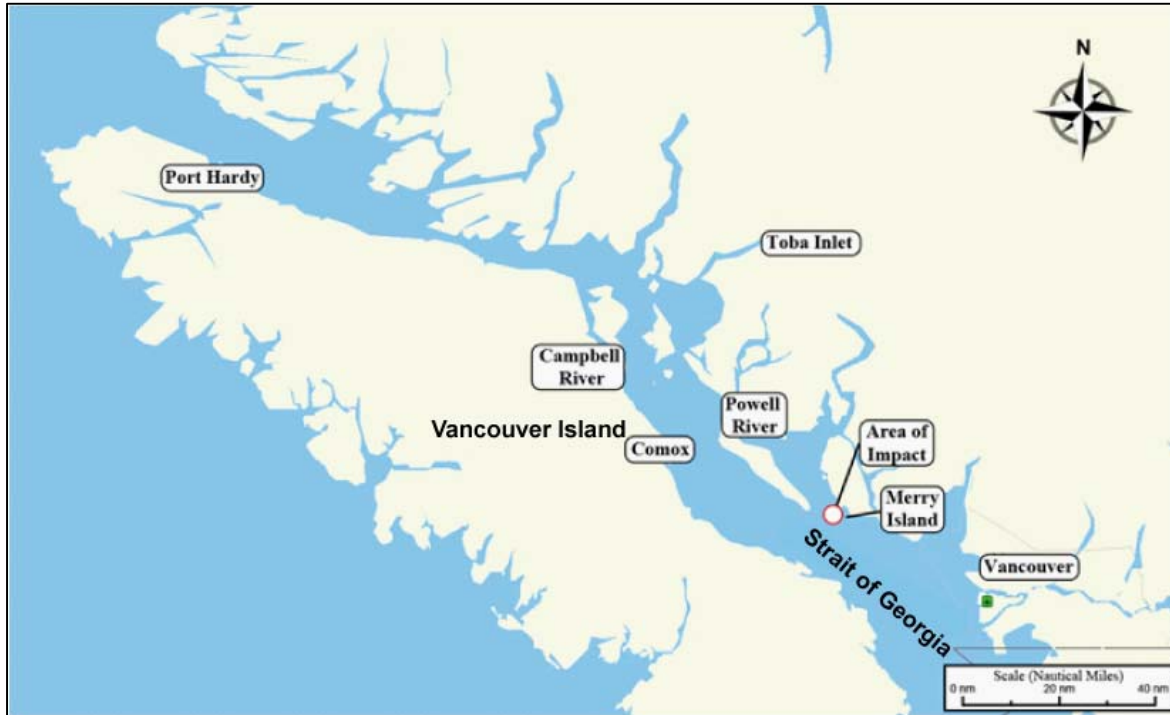 N
Port Hardy
Toba Inlet
Campbell
River
Powell
River
Vancouver Island
Comox
Area of
Impact
Merry
Island
Strait of Georgia
Vancouver
Scale (Nautical Miles)
0 nm 20 nm 40 nm